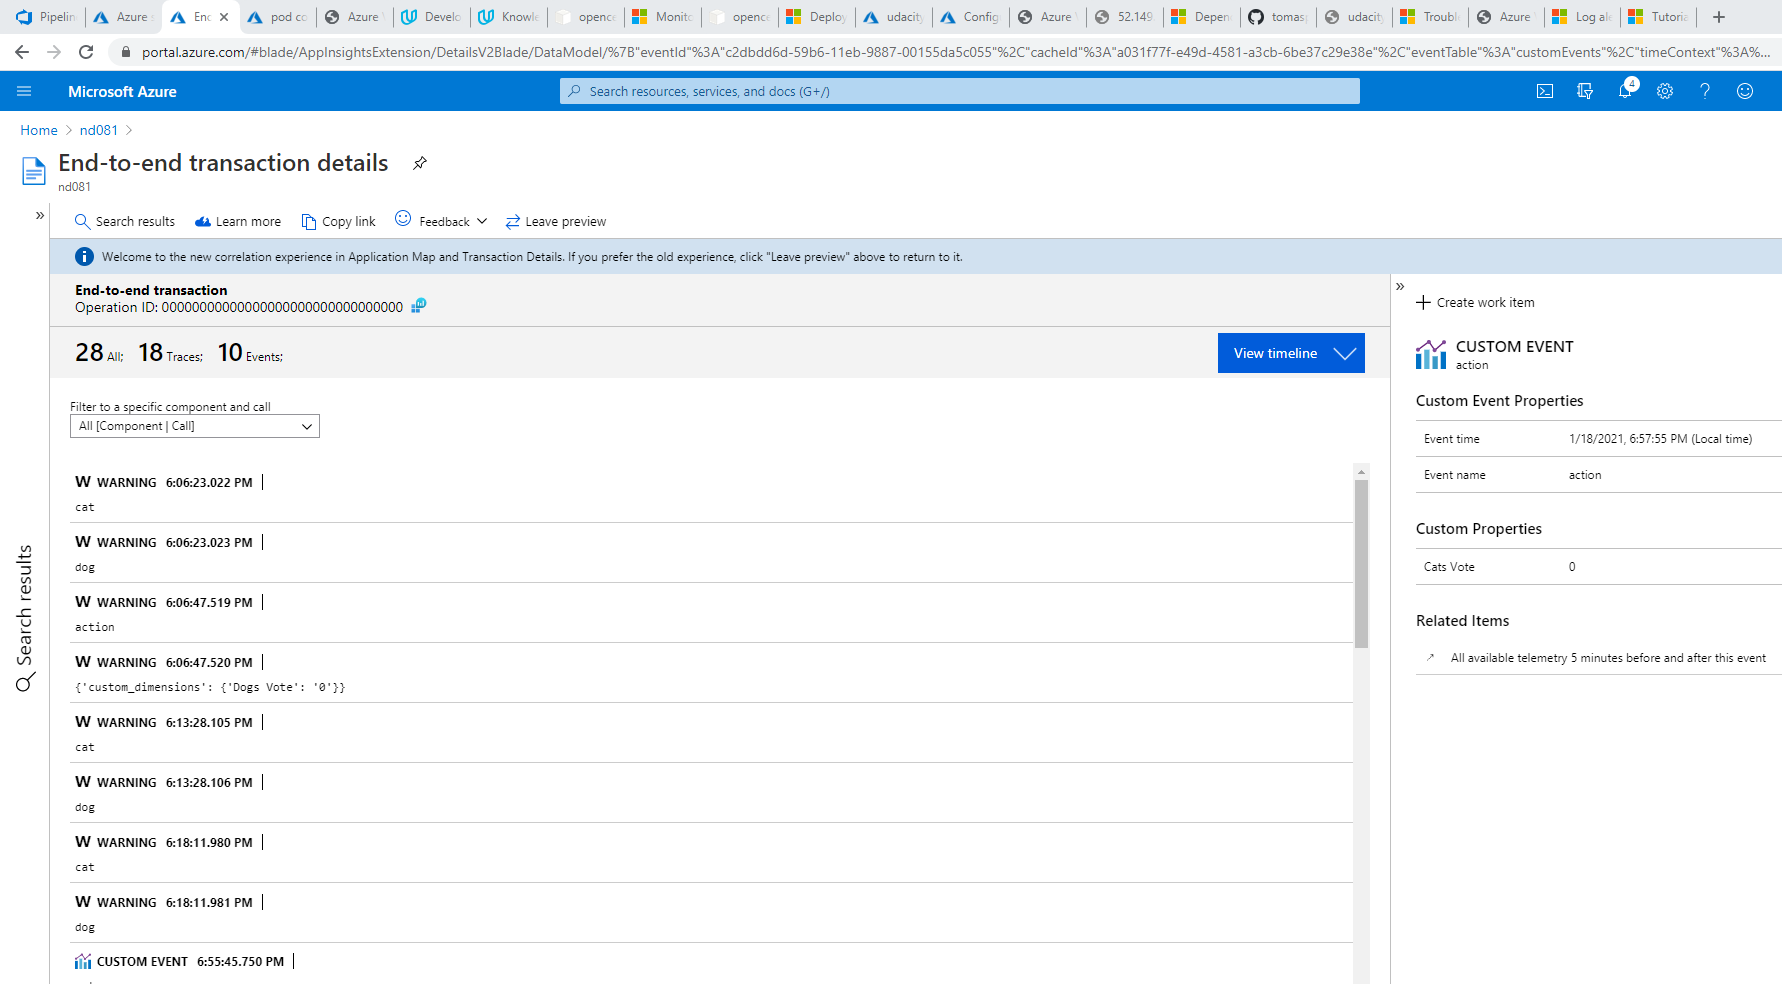 Pipelin
Azure s
End
pod co
Azure
Develo
Knowle
opence
Monito
opence
Deploy
udacity
Config
Azure
52.149.
Depen
tomasp
udacity
Troubl
Azure
Log ale
Tutoria
portal.azure.com/#blade/AppInsightsExtension/DetailsV2Blade/DataModel/%7B"eventId"%3A"c2dbdd6d-59b6-11eb-9887-00155da5c055"%2C"cacheId"%3A"a031f77f-e49d-4581-a3cb-6be37c29e38e"%2C"eventTable"%3A"customEvents"%2C"timeContext"%3A%...
Microsoft Azure
Search resources, services, and docs (G+/)
4
Home > nd081 >
End-to-end transaction details
nd081
Search results
Learn more
Copy link
Feedback
Leave preview
Welcome to the new correlation experience in Application Map and Transaction Details. If you prefer the old experience, click "Leave preview" above to return to it.
End-to-end transaction
Operation ID: 00000000000000000000000000000000
28 All; 18 Traces; 10 Events;
View timeline
Filter to a specific component and call
All [Component | Call]
W WARNING 6:06:23.022 PM
cat
W WARNING 6:06:23.023 PM
dog
W WARNING 6:06:47.519 PM
action
W WARNING 6:06:47.520 PM
{'custom_dimensions': {'Dogs Vote': '0'}}
W WARNING 6:13:28.105 PM
cat
W WARNING 6:13:28.106 PM
dog
W WARNING 6:18:11.980 PM
cat
W WARNING 6:18:11.981 PM
dog
CUSTOM EVENT 6:55:45.750 PM
Search results
Create work item
CUSTOM EVENT
action
Custom Event Properties
Event time 1/18/2021, 6:57:55 PM (Local time)
Event name action
Custom Properties
Cats Vote 0
Related Items
All available telemetry 5 minutes before and after this event